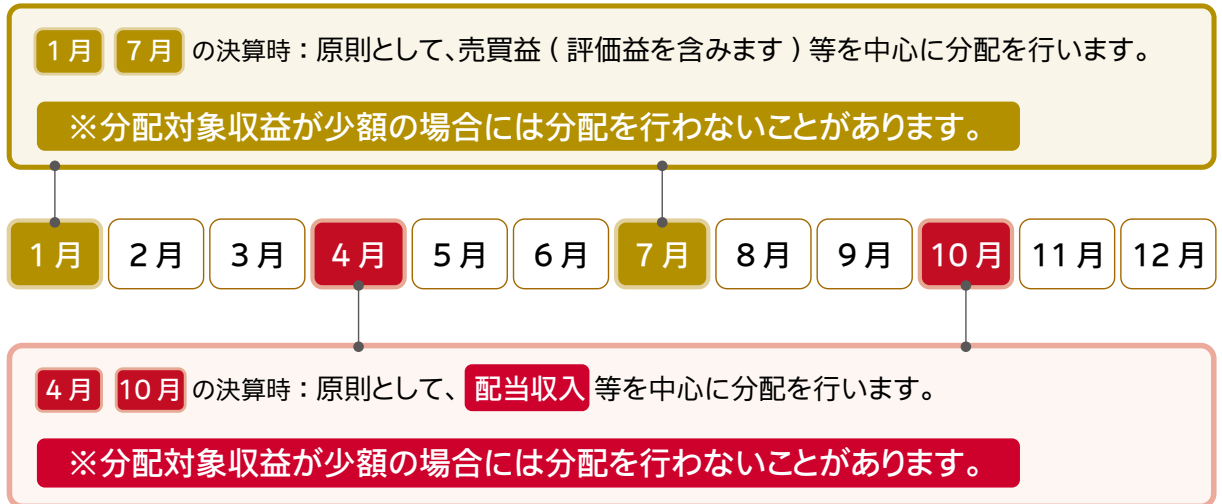 1月 7月 の決算時：原則として、売買益(評価益を含みます)等を中心に分配を行います。
※分配対象収益が少額の場合には分配を行わないことがあります。
1月 2月 3月 4月 5月 6月 7月 8月 9月 10月 11月 12月
4月 10月 の決算時：原則として、配当収入等を中心に分配を行います。
※分配対象収益が少額の場合には分配を行わないことがあります。